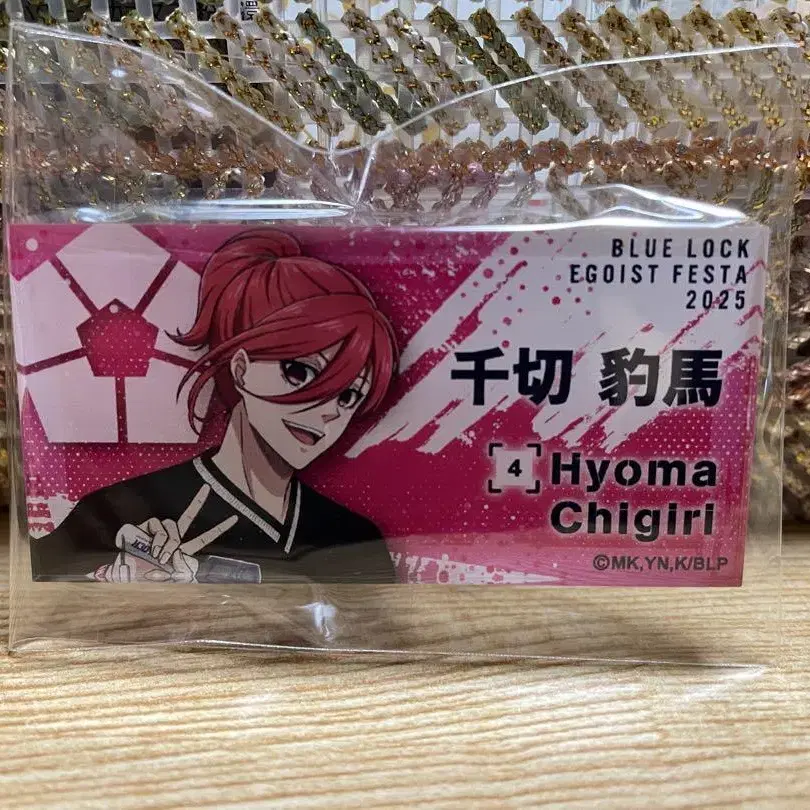 BLUE LOCK
EGOIST FESTA
2025
千切 豹馬
[4] Hyoma
Chigiri
©MK,YN,K/BLP